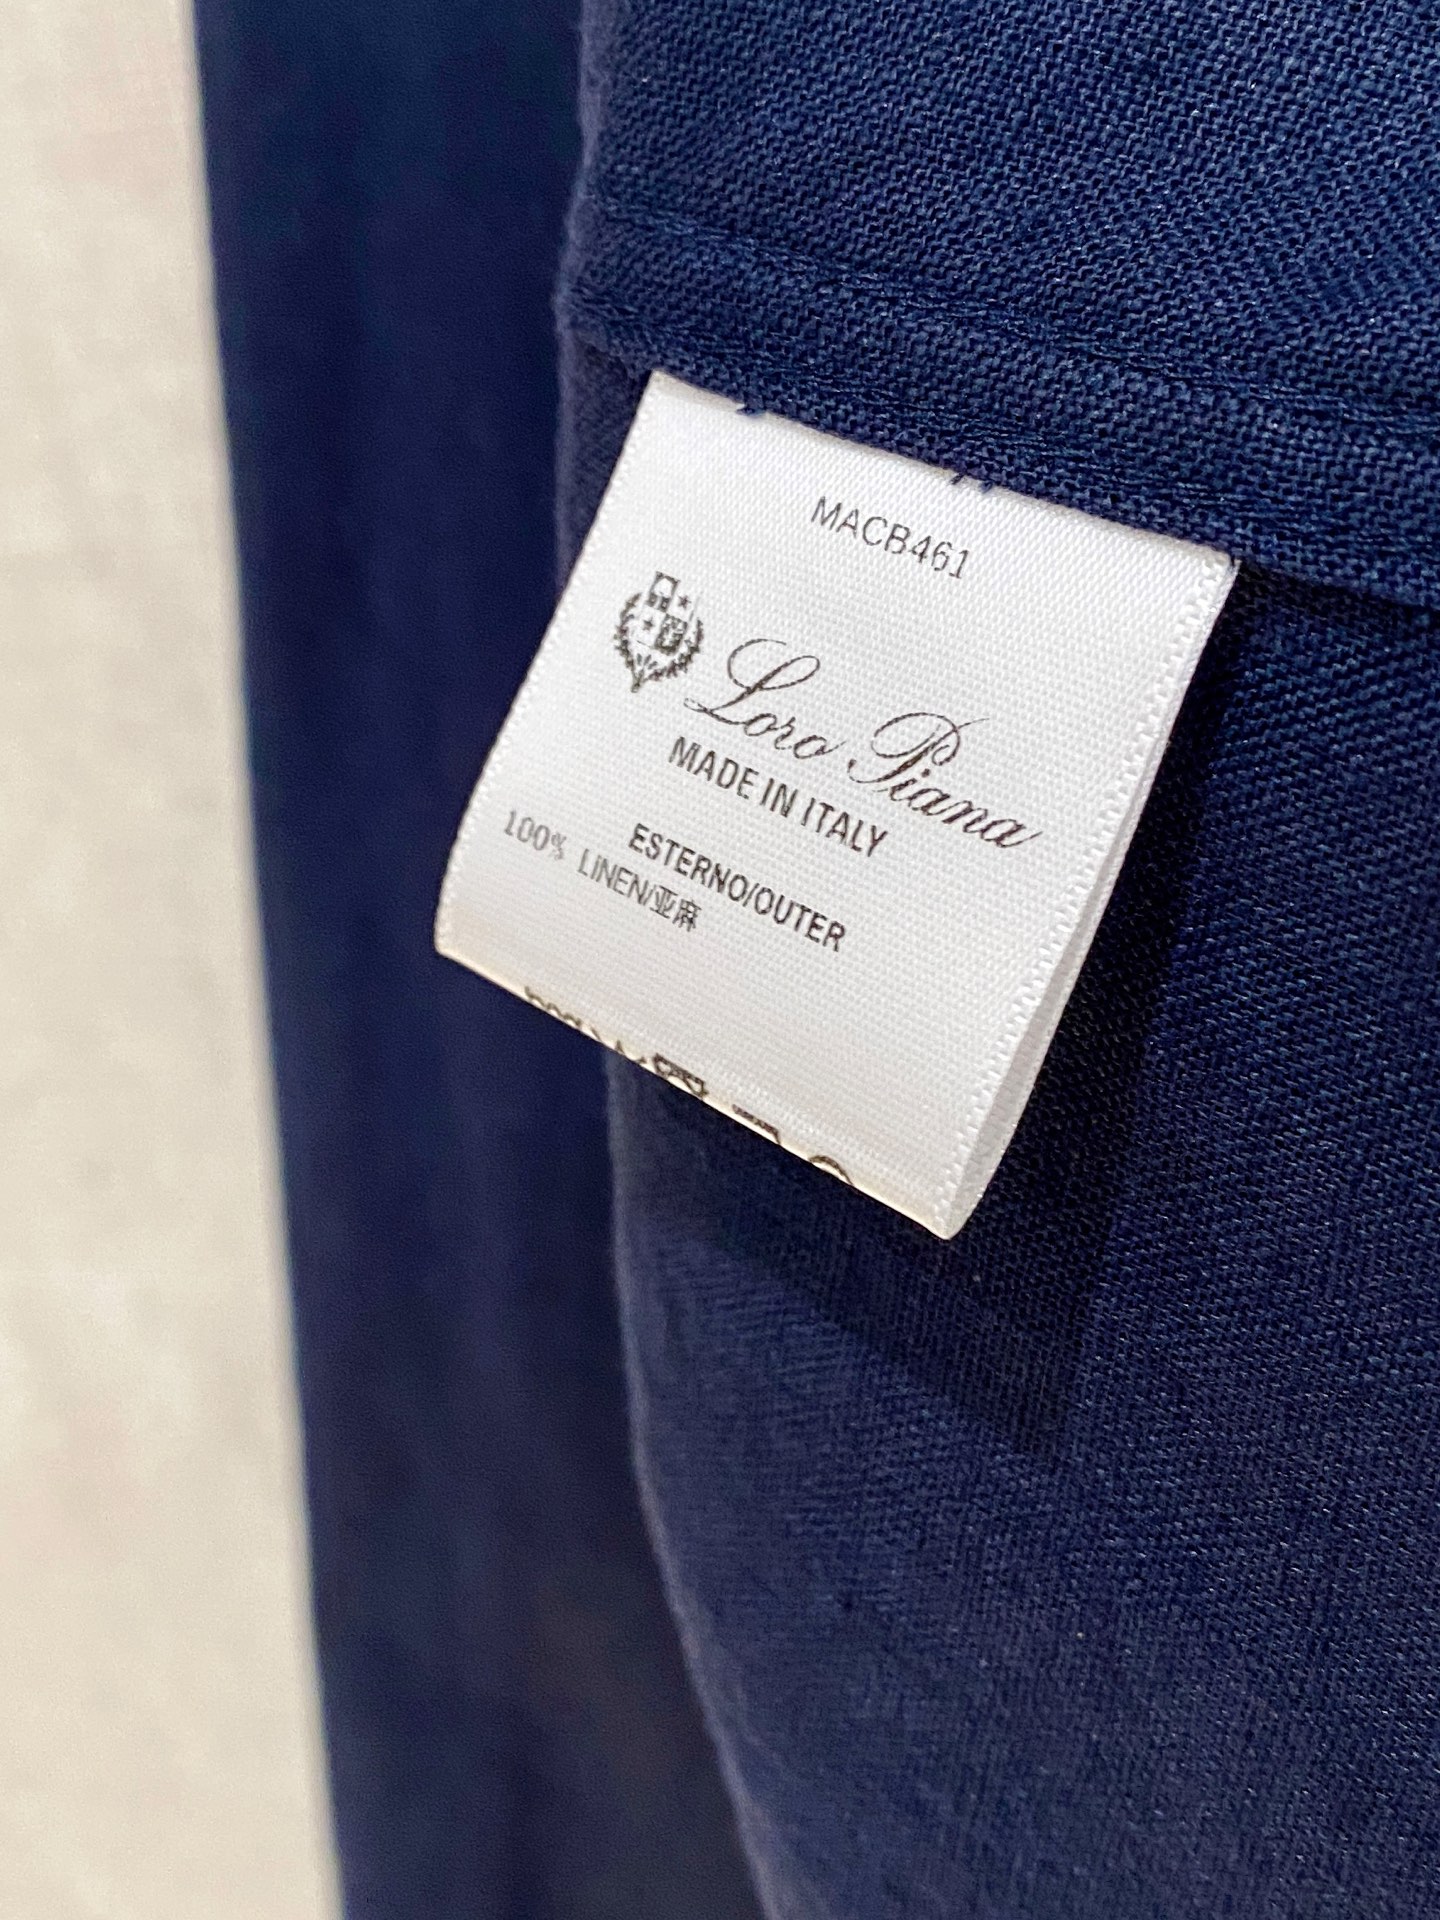 MACB461
Loro Piana
MADE IN ITALY
ESTERNO/OUTER
100% LINEN/亚麻